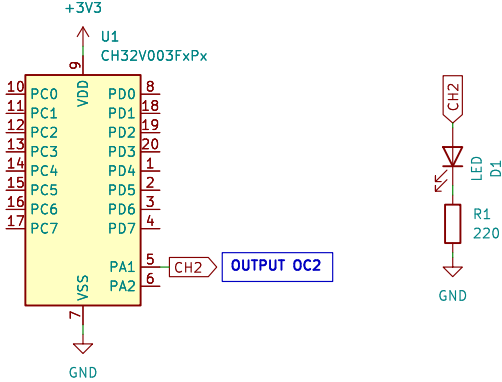 +3V3
U1
CH32V003FxPx
9
VDD
10 PC0 PD0 8
11 PC1 PD1 18
12 PC2 PD2 19
13 PC3 PD3 20
14 PC4 PD4 1
15 PC5 PD5 2
16 PC6 PD6 3
17 PC7 PD7 4
PA1 5 CH2 OUTPUT OC2
PA2 6
VSS
7
GND
CH2
LED
D1
R1
220
GND